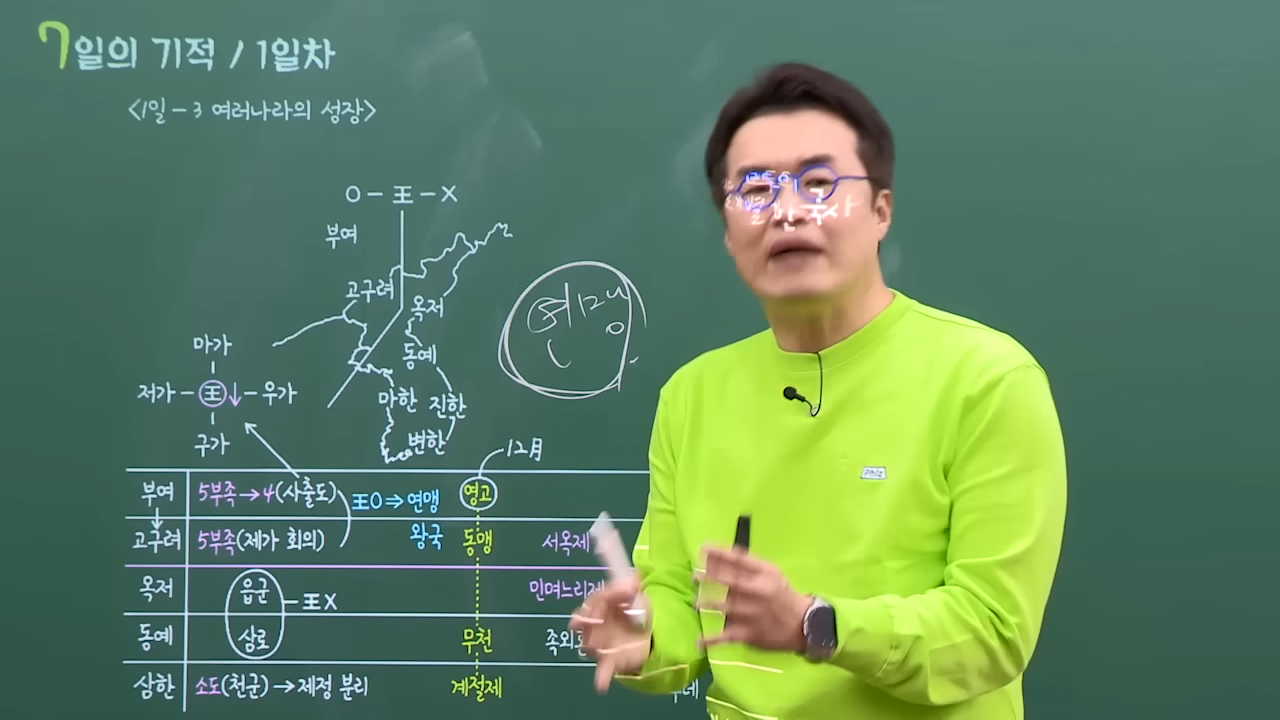 7일의 기적 / 1일차
<1일 - 3 여러나라의 성장>
O - 王 - X
부여
고구려
옥저
동예
마한 진한
변한
마가
저가 - 王 ↓ - 우가
구가
12月
부여 5부족 → 4(사출도) 王O ⇒ 연맹 영고
고구려 5부족(제가 회의) 왕국 동맹 서옥제
옥저 읍군 - 王X 민며느리제
동예 삼로 무천 족외혼
삼한 소도(천군) → 제정 분리 계절제